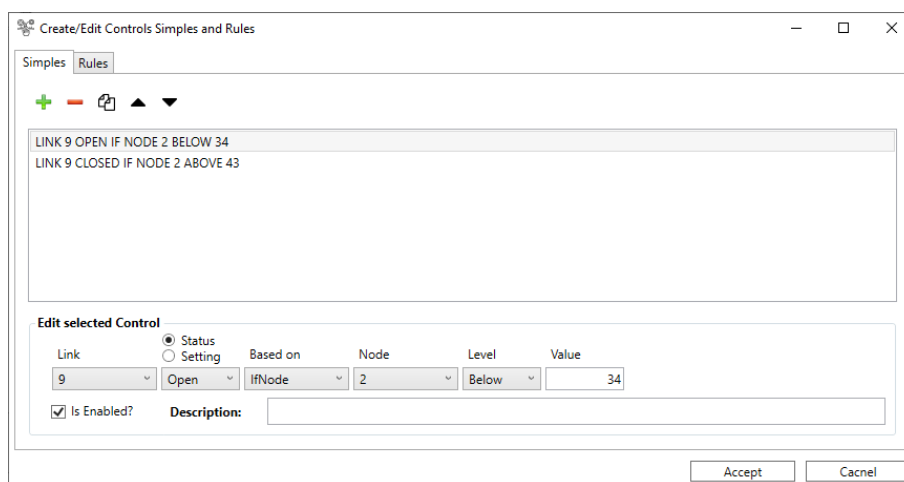 Create/Edit Controls Simples and Rules
Simples Rules
LINK 9 OPEN IF NODE 2 BELOW 34
LINK 9 CLOSED IF NODE 2 ABOVE 43
Edit selected Control
Status
Link Setting Based on Node Level Value
9 Open IfNode 2 Below 34
Is Enabled? Description:
Accept Cacnel